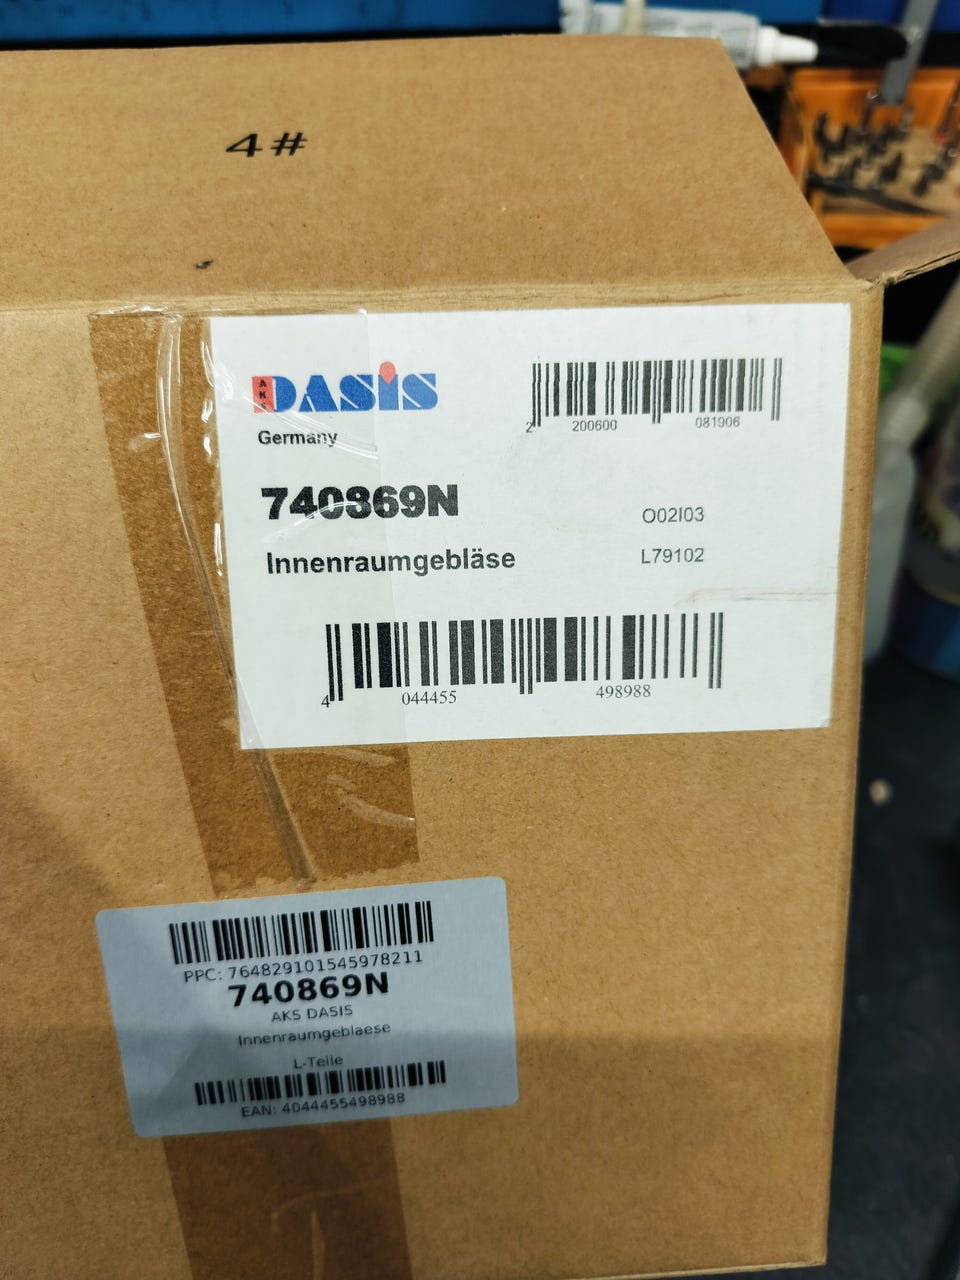 4#
AKS
DASIS
Germany
2 200600 081906
740869N
O02I03
Innenraumgebläse
L79102
4 044455 498988
PPC: 764829101545978211
740869N
AKS DASIS
Innenraumgeblaese
L-Teile
EAN: 4044455498988